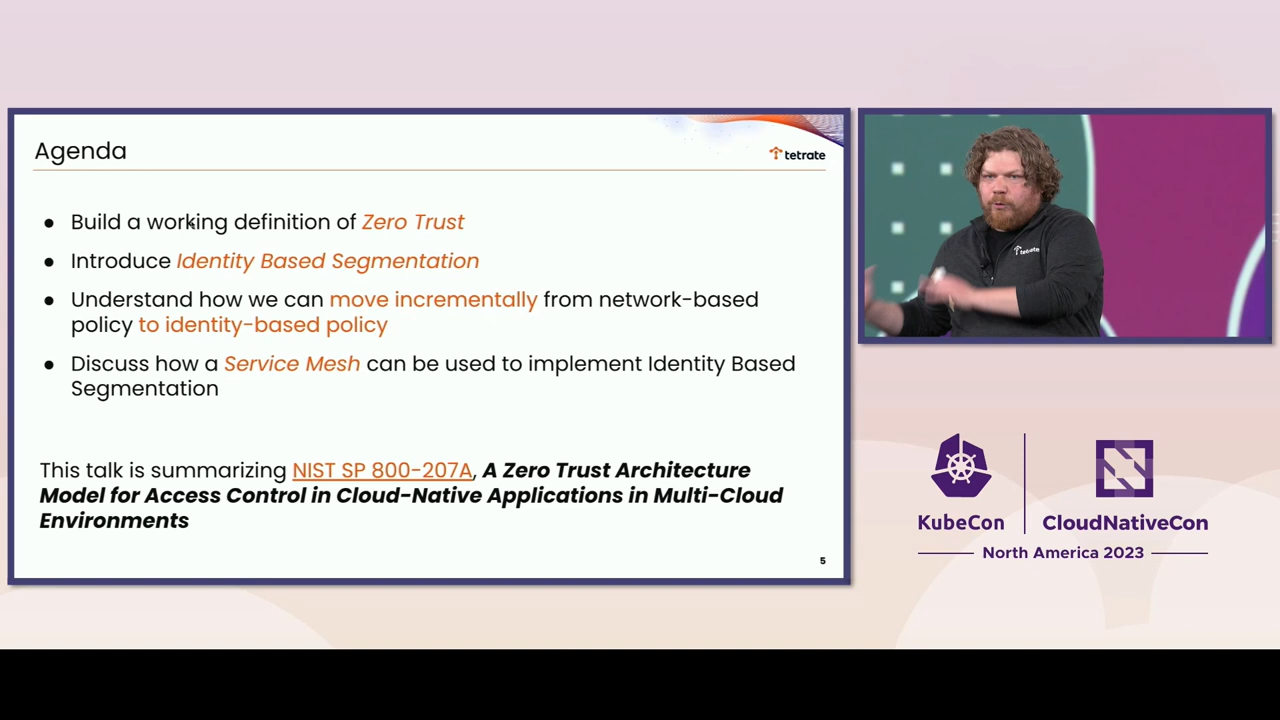 Agenda
tetrate
● Build a working definition of Zero Trust
● Introduce Identity Based Segmentation
● Understand how we can move incrementally from network-based
policy to identity-based policy
● Discuss how a Service Mesh can be used to implement Identity Based
Segmentation
This talk is summarizing NIST SP 800-207A, A Zero Trust Architecture
Model for Access Control in Cloud-Native Applications in Multi-Cloud
Environments
5
tetrate
KubeCon
CloudNativeCon
North America 2023